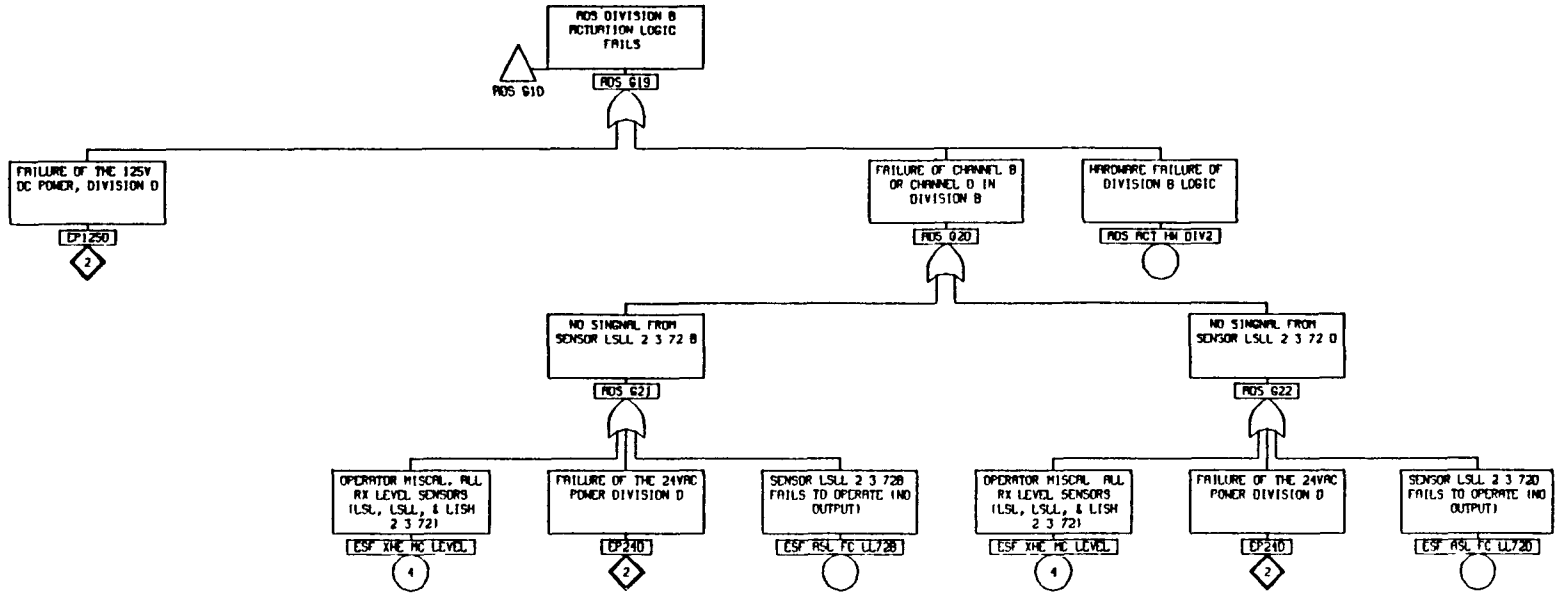 ADS DIVISION B
ACTUATION LOGIC
FAILS
ADS G10
ADS G19
FAILURE OF THE 125V
DC POWER, DIVISION D
EP125D
2
FAILURE OF CHANNEL B
OR CHANNEL D IN
DIVISION B
ADS G20
HARDWARE FAILURE OF
DIVISION B LOGIC
ADS ACT HW DIV2
NO SINGNAL FROM
SENSOR LSLL 2 3 72 B
ADS G21
NO SINGNAL FROM
SENSOR LSLL 2 3 72 D
ADS G22
OPERATOR MISCAL. ALL
RX LEVEL SENSORS
(LSL, LSLL, & LISH
2 3 72)
ESF XHE MC LEVEL
4
FAILURE OF THE 24VAC
POWER DIVISION D
EP24D
2
SENSOR LSLL 2 3 72B
FAILS TO OPERATE (NO
OUTPUT)
ESF ASL FC LL72B
OPERATOR MISCAL ALL
RX LEVEL SENSORS
(LSL, LSLL, & LISH
2 3 72)
ESF XHE MC LEVEL
4
FAILURE OF THE 24VAC
POWER DIVISION D
EP24D
2
SENSOR LSLL 2 3 72D
FAILS TO OPERATE (NO
OUTPUT)
ESF ASL FC LL72D